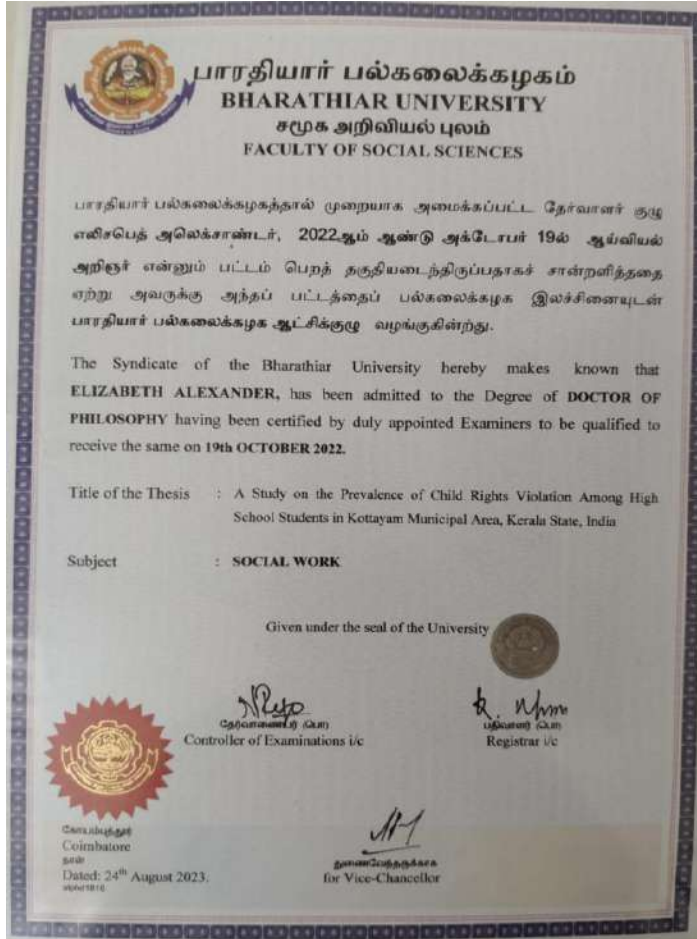 பாரதியார் பல்கலைக்கழகம்
BHARATHIAR UNIVERSITY
சமூக அறிவியல் புலம்
FACULTY OF SOCIAL SCIENCES
பாரதியார் பல்கலைக்கழகத்தால் முறையாக அமைக்கப்பட்ட தேர்வாளர் குழு
எலிசபெத் அலெக்சாண்டர், 2022ஆம் ஆண்டு அக்டோபர் 19ல் ஆய்வியல்
அறிஞர் என்னும் பட்டம் பெறத் தகுதியடைந்திருப்பதாகச் சான்றளித்ததை
ஏற்று அவருக்கு அந்தப் பட்டத்தைப் பல்கலைக்கழக இலச்சினையுடன்
பாரதியார் பல்கலைக்கழக ஆட்சிக்குழு வழங்குகின்றது.
The Syndicate of the Bharathiar University hereby makes known that
ELIZABETH ALEXANDER, has been admitted to the Degree of DOCTOR OF
PHILOSOPHY having been certified by duly appointed Examiners to be qualified to
receive the same on 19th OCTOBER 2022.
Title of the Thesis : A Study on the Prevalence of Child Rights Violation Among High
School Students in Kottayam Municipal Area, Kerala State, India
Subject : SOCIAL WORK
Given under the seal of the University
தேர்வாணையர் (பொ) பதிவாளர் (பொ)
Controller of Examinations i/c Registrar i/c
கோயம்புத்தூர்
Coimbatore
நாள்
Dated: 24th August 2023.
துணைவேந்தருக்காக
for Vice-Chancellor